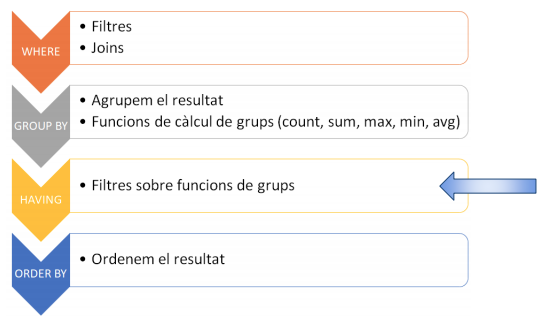 WHERE
• Filtres
• Joins
GROUP BY
• Agrupem el resultat
• Funcions de càlcul de grups (count, sum, max, min, avg)
HAVING
• Filtres sobre funcions de grups
ORDER BY
• Ordenem el resultat